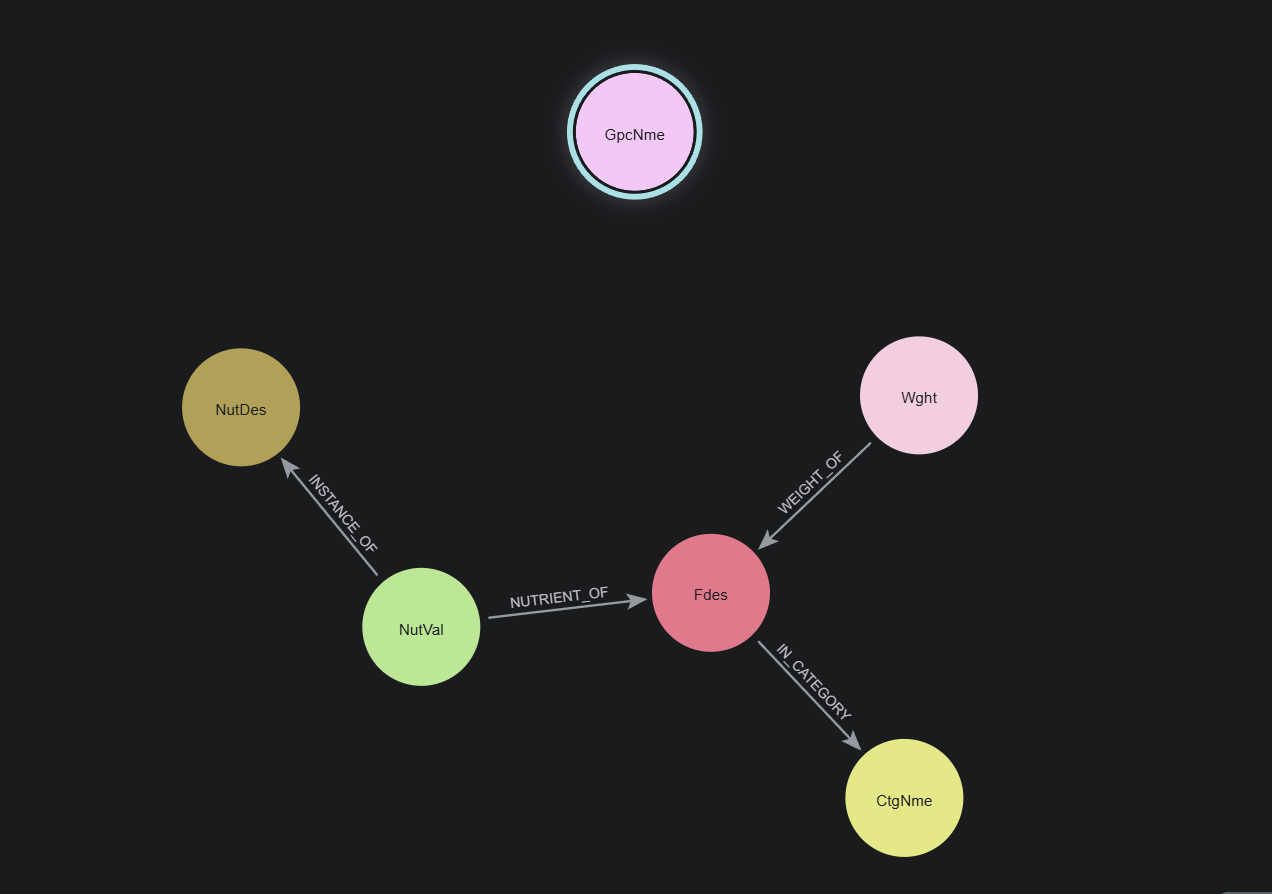 GpcNme
NutDes
Wght
INSTANCE_OF
WEIGHT_OF
NUTRIENT_OF
Fdes
NutVal
IN_CATEGORY
CtgNme